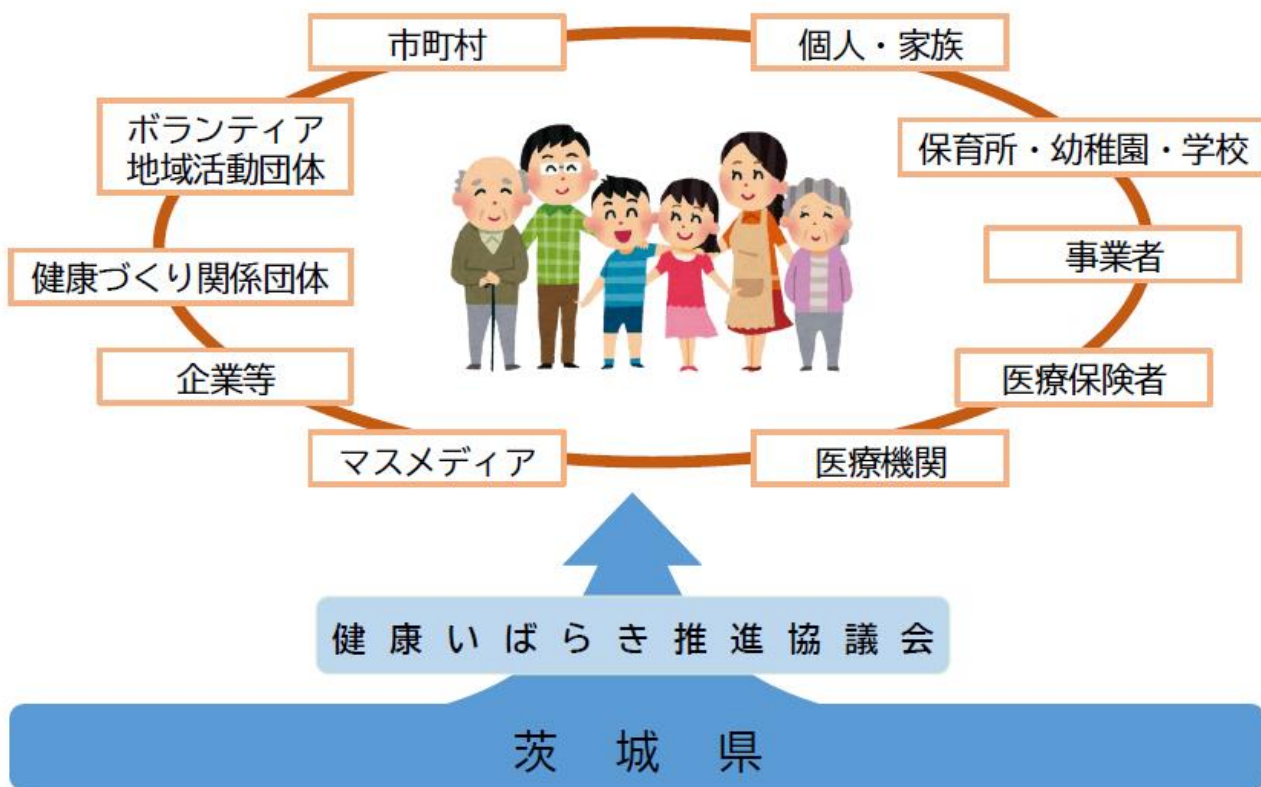 市町村
個人・家族
ボランティア
地域活動団体
保育所・幼稚園・学校
健康づくり関係団体
事業者
企業等
医療保険者
マスメディア
医療機関
健康いばらき推進協議会
茨城県